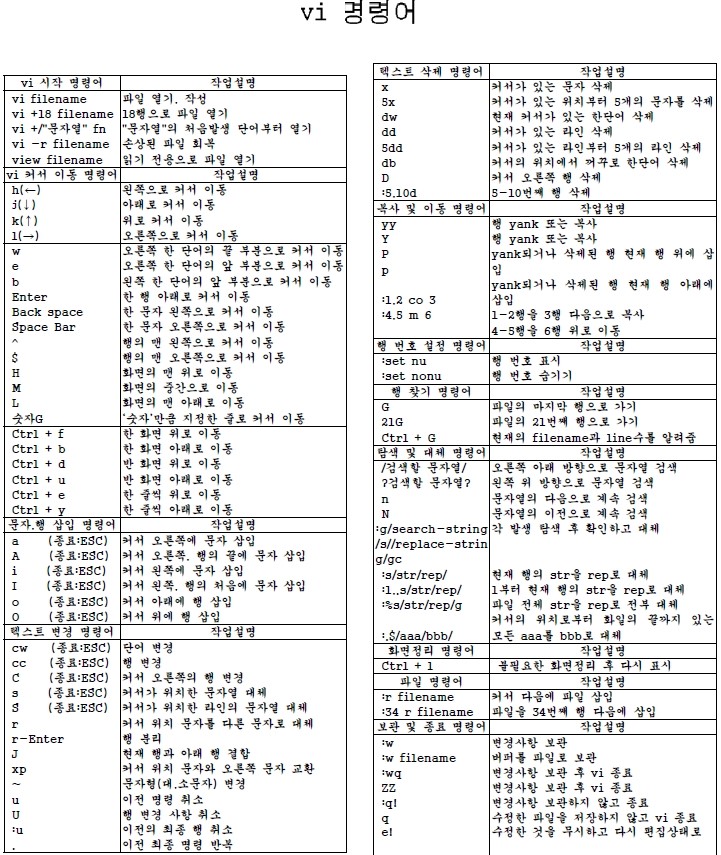 vi 명령어
vi 시작 명령어 작업설명
vi filename 파일 열기, 작성
vi +18 filename 18행으로 파일 열기
vi +/"문자열" fn "문자열"의 처음발생 단어부터 열기
vi -r filename 손상된 파일 회복
view filename 읽기 전용으로 파일 열기
vi 커서 이동 명령어 작업설명
h(←) 왼쪽으로 커서 이동
j(↓) 아래로 커서 이동
k(↑) 위로 커서 이동
l(→) 오른쪽으로 커서 이동
w 오른쪽 한 단어의 끝 부분으로 커서 이동
e 오른쪽 한 단어의 앞 부분으로 커서 이동
b 왼쪽 한 단어의 앞 부분으로 커서 이동
Enter 한 행 아래로 커서 이동
Back space 한 문자 왼쪽으로 커서 이동
Space Bar 한 문자 오른쪽으로 커서 이동
^ 행의 맨 왼쪽으로 커서 이동
$ 행의 맨 오른쪽으로 커서 이동
H 화면의 맨 위로 이동
M 화면의 중간으로 이동
L 화면의 맨 아래로 이동
숫자G '숫자'만큼 지정한 줄로 커서 이동
Ctrl + f 한 화면 위로 이동
Ctrl + b 한 화면 아래로 이동
Ctrl + d 반 화면 위로 이동
Ctrl + u 반 화면 아래로 이동
Ctrl + e 한 줄씩 위로 이동
Ctrl + y 한 줄씩 아래로 이동
문자,행 삽입 명령어 작업설명
a (종료:ESC) 커서 오른쪽에 문자 삽입
A (종료:ESC) 커서 오른쪽, 행의 끝에 문자 삽입
i (종료:ESC) 커서 왼쪽에 문자 삽입
I (종료:ESC) 커서 왼쪽, 행의 처음에 문자 삽입
o (종료:ESC) 커서 아래에 행 삽입
O (종료:ESC) 커서 위에 행 삽입
텍스트 변경 명령어 작업설명
cw (종료:ESC) 단어 변경
cc (종료:ESC) 행 변경
C (종료:ESC) 커서 오른쪽의 행 변경
s (종료:ESC) 커서가 위치한 문자열 대체
S (종료:ESC) 커서가 위치한 라인의 문자열 대체
r 커서 위치 문자를 다른 문자로 대체
r-Enter 행 분리
J 현재 행과 아래 행 결합
xp 커서 위치 문자와 오른쪽 문자 교환
~ 문자형(대,소문자) 변경
u 이전 명령 취소
U 행 변경 사항 취소
:u 이전의 최종 행 취소
. 이전 최종 명령 반복
텍스트 삭제 명령어 작업설명
x 커서가 있는 문자 삭제
5x 커서가 있는 위치부터 5개의 문자를 삭제
dw 현재 커서가 있는 한단어 삭제
dd 커서가 있는 라인 삭제
5dd 커서가 있는 라인부터 5개의 라인 삭제
db 커서의 위치에서 꺼꾸로 한단어 삭제
D 커서 오른쪽 행 삭제
:5,10d 5-10번째 행 삭제
복사 및 이동 명령어 작업설명
yy 행 yank 또는 복사
Y 행 yank 또는 복사
P yank되거나 삭제된 행 현재 행 위에 삽
p 입
yank되거나 삭제된 행 현재 행 아래에
삽입
:1,2 co 3 1-2행을 3행 다음으로 복사
:4,5 m 6 4-5행을 6행 위로 이동
행 번호 설정 명령어 작업설명
:set nu 행 번호 표시
:set nonu 행 번호 숨기기
행 찾기 명령어 작업설명
G 파일의 마지막 행으로 가기
21G 파일의 21번째 행으로 가기
Ctrl + G 현재의 filename과 line수를 알려줌
탐색 및 대체 명령어 작업설명
/검색할 문자열/ 오른쪽 아래 방향으로 문자열 검색
?검색할 문자열? 왼쪽 위 방향으로 문자열 검색
n 문자열의 다음으로 계속 검색
N 문자열의 이전으로 계속 검색
:g/search-string 각 발생 탐색 후 확인하고 대체
/s//replace-strin
g/gc
:s/str/rep/ 현재 행의 str을 rep로 대체
:1,.s/str/rep/ 1부터 현재 행의 str을 rep로 대체
:%s/str/rep/g 파일 전체 str을 rep로 전부 대체
커서의 위치로부터 화일의 끝까지 있는
:.$/aaa/bbb/ 모든 aaa를 bbb로 대체
화면정리 명령어 작업설명
Ctrl + l 불필요한 화면정리 후 다시 표시
파일 명령어 작업설명
:r filename 커서 다음에 파일 삽입
:34 r filename 파일을 34번째 행 다음에 삽입
보관 및 종료 명령어 작업설명
:w 변경사항 보관
:w filename 버퍼를 파일로 보관
:wq 변경사항 보관 후 vi 종료
ZZ 변경사항 보관 후 vi 종료
:q! 변경사항 보관하지 않고 종료
q 수정한 파일을 저장하지 않고 vi 종료
e! 수정한 것을 무시하고 다시 편집상태로